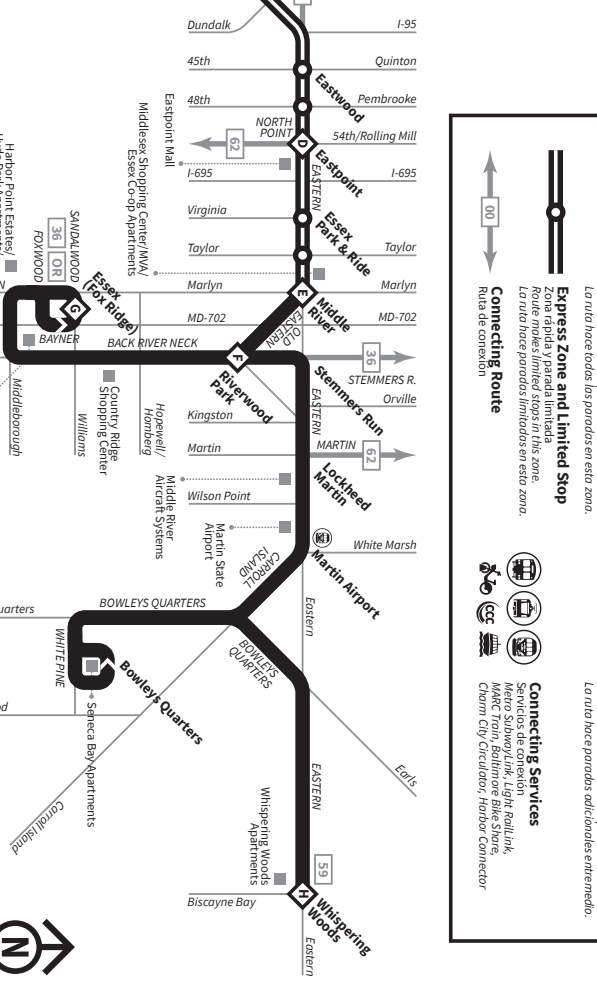 Dundalk
I-95
45th
Quinton
Eastwood
48th
Pembrooke
NORTH
POINT
62
D
54th/Rolling Mill
Eastpoint
Eastpoint Mall
I-695
EASTERN
I-695
Virginia
Essex
Park & Ride
Taylor
Taylor
Middlesex Shopping Center/MVA/
Essex Co-op Apartments
Marlyn
E
Marlyn
Middle
River
MD-702
MD-702
OLD
EASTERN
Harbor Point Estates/
SANDALWOOD
FOXWOOD
36
OR
Essex
(Fox Ridge)
G
BAYNER
BACK RIVER NECK
F
Riverwood
Park
36
STEMMERS R.
Stemmers Run
Orville
EASTERN
Middleborough
Williams
Country Ridge
Shopping Center
Hopewell/
Homberg
Kingston
Martin
MARTIN
62
Lockheed
Martin
Middle River
Aircraft Systems
Wilson Point
Martin State
Airport
White Marsh
Martin Airport
CARROLL
ISLAND
Eastern
BOWLEYS QUARTERS
BOWLEYS
QUARTERS
WHITE PINE
Bowleys Quarters
Seneca Bay Apartments
Carroll Island
EASTERN
Earls
Whispering Woods
Apartments
59
H
Whispering
Woods
Biscayne Bay
Eastern
N
La ruta hace todas las paradas en esta zona.
Express Zone and Limited Stop
Zona rápida y parada limitada
Route makes limited stops in this zone.
La ruta hace paradas limitadas en esta zona.
00
Connecting Route
Ruta de conexión
La ruta hace paradas adicionales entre medio.
CCC
Connecting Services
Servicios de conexión
Metro SubwayLink, Light RailLink,
MARC Train, Baltimore Bike Share,
Charm City Circulator, Harbor Connector